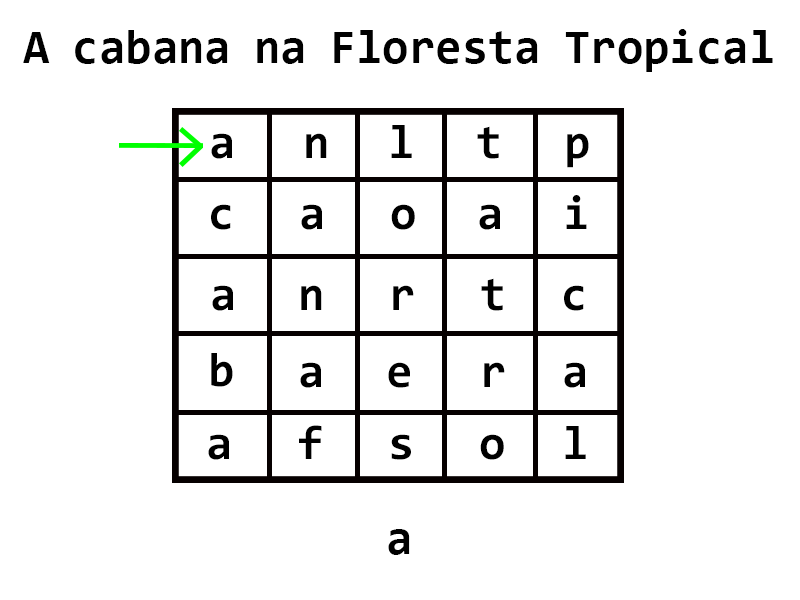 A cabana na Floresta Tropical
a n l t p
c a o a i
a n r t c
b a e r a
a f s o l
a